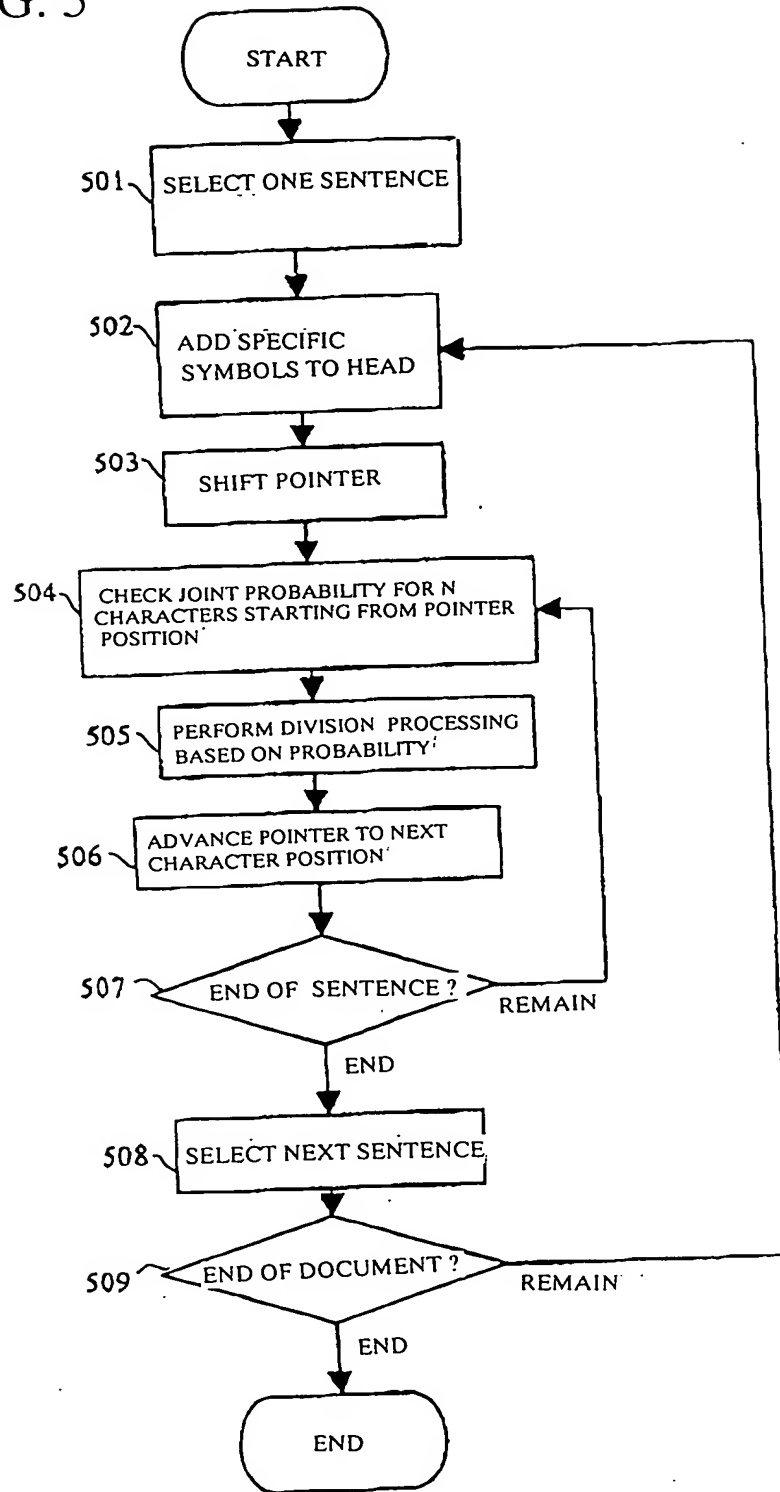 G. 5
START
501
SELECT ONE SENTENCE
502
ADD SPECIFIC
SYMBOLS TO HEAD
503
SHIFT POINTER
504
CHECK JOINT PROBABILITY FOR N
CHARACTERS STARTING FROM POINTER
POSITION
505
PERFORM DIVISION PROCESSING
BASED ON PROBABILITY
506
ADVANCE POINTER TO NEXT
CHARACTER POSITION
507
END OF SENTENCE ?
REMAIN
END
508
SELECT NEXT SENTENCE
509
END OF DOCUMENT ?
REMAIN
END
END